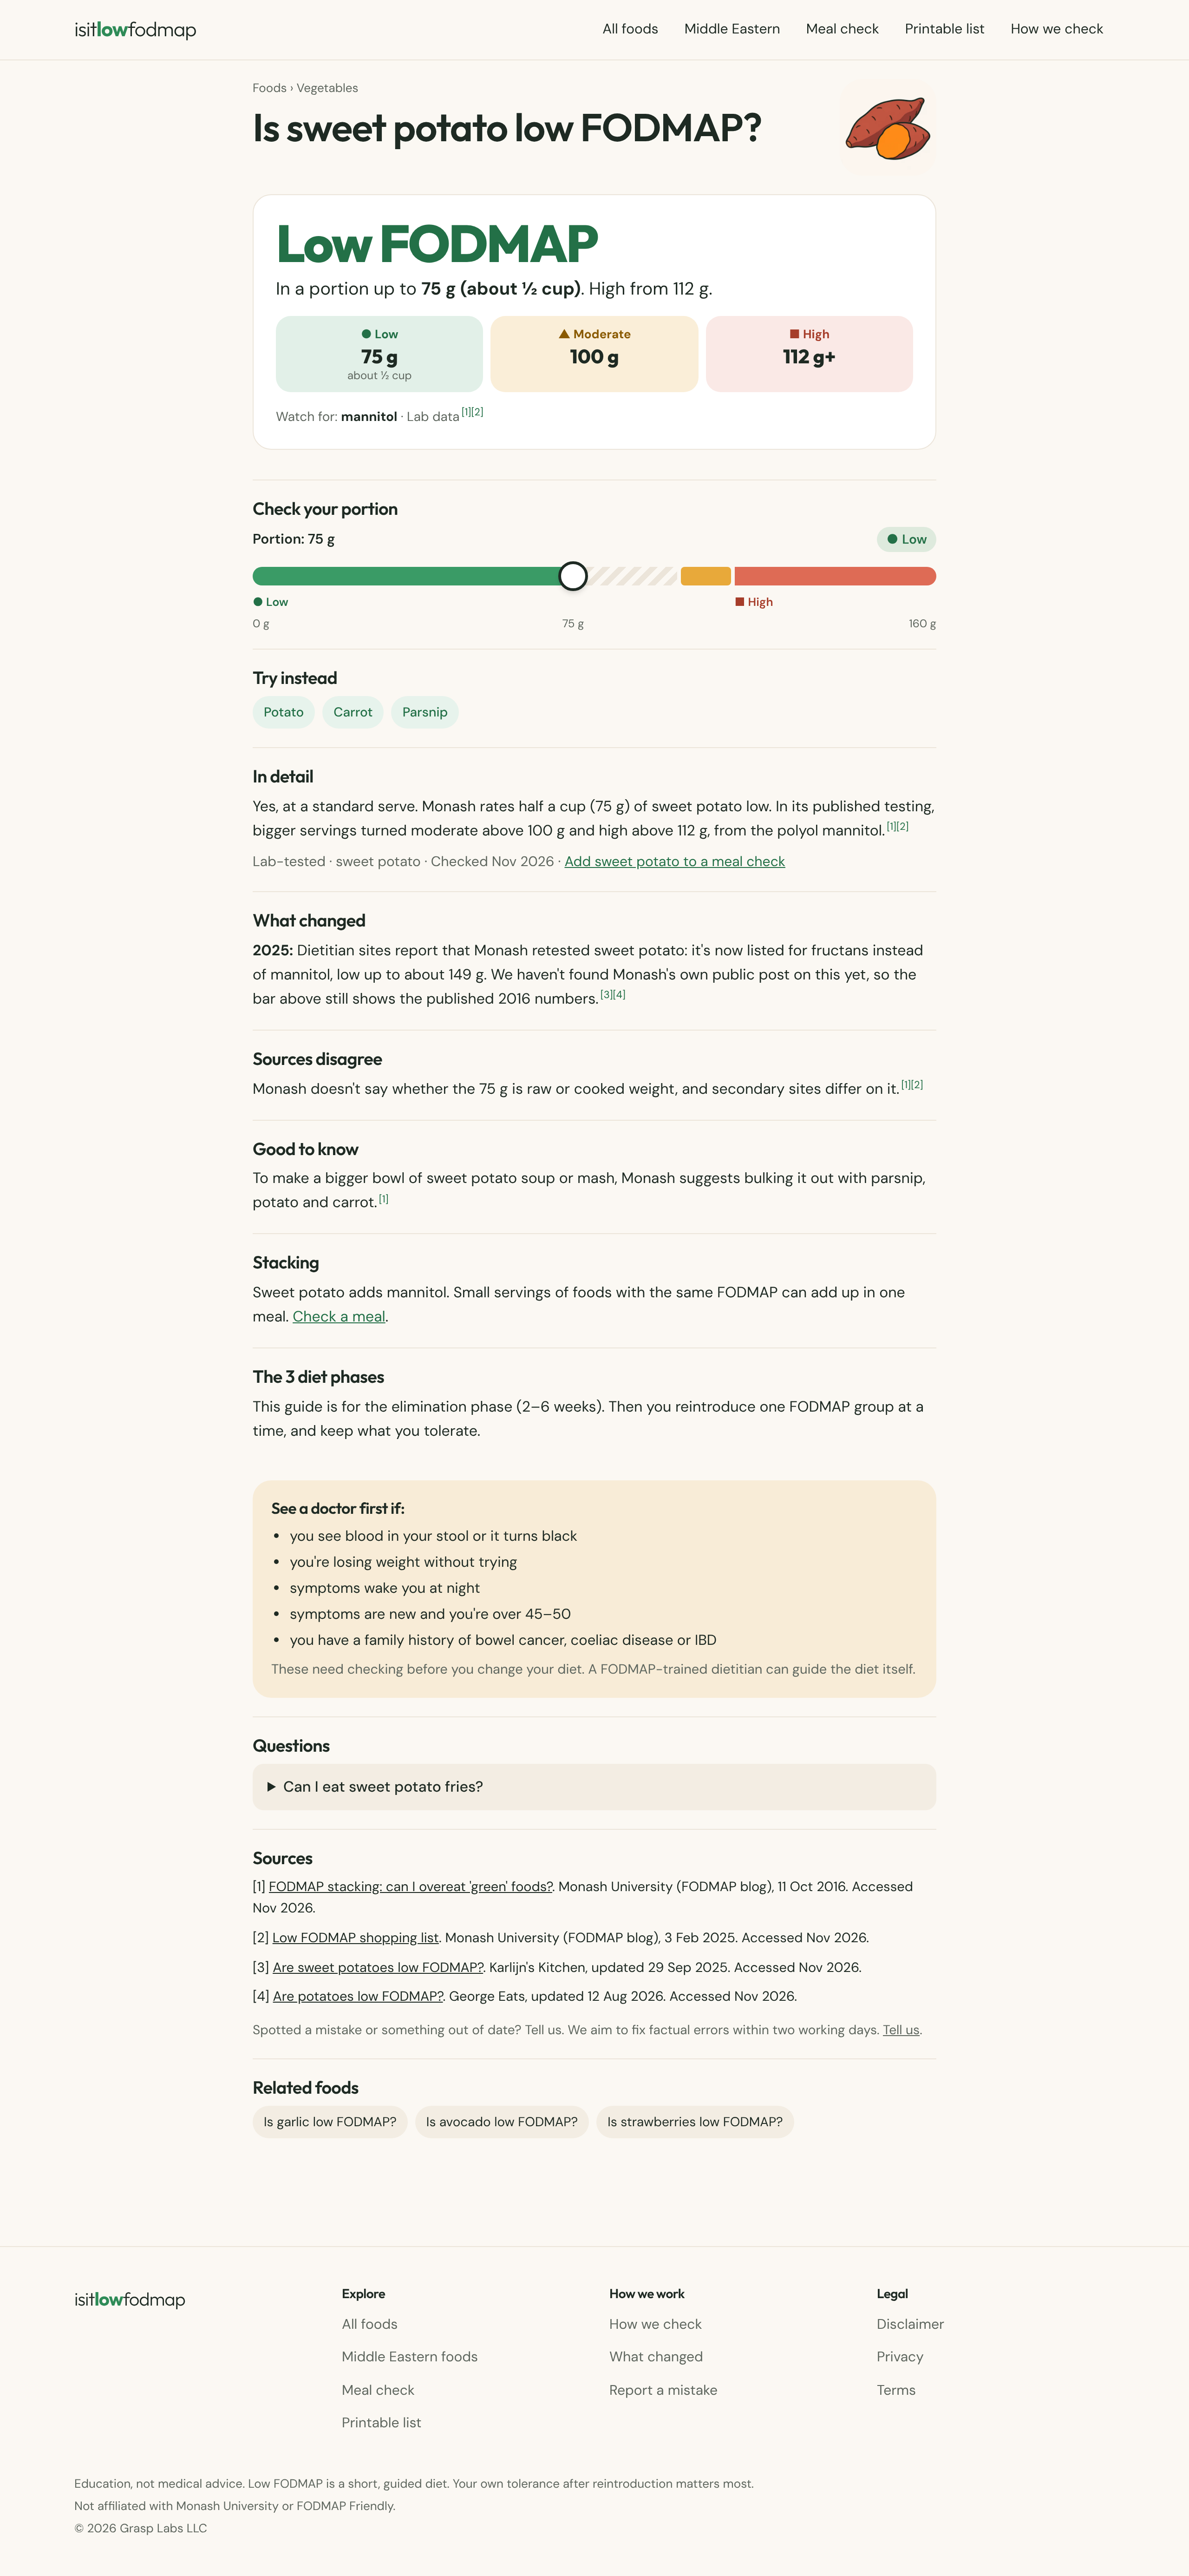 isitlowfodmap
All foods Middle Eastern Meal check Printable list How we check
Foods › Vegetables
Is sweet potato low FODMAP?
Low FODMAP
In a portion up to 75 g (about ½ cup). High from 112 g.
● Low
75 g
about ½ cup
▲ Moderate
100 g
■ High
112 g+
Watch for: mannitol · Lab data [1][2]
Check your portion
Portion: 75 g
● Low
● Low
■ High
0 g
75 g
160 g
Try instead
Potato Carrot Parsnip
In detail
Yes, at a standard serve. Monash rates half a cup (75 g) of sweet potato low. In its published testing,
bigger servings turned moderate above 100 g and high above 112 g, from the polyol mannitol. [1][2]
Lab-tested · sweet potato · Checked Nov 2026 · Add sweet potato to a meal check
What changed
2025: Dietitian sites report that Monash retested sweet potato: it's now listed for fructans instead
of mannitol, low up to about 149 g. We haven't found Monash's own public post on this yet, so the
bar above still shows the published 2016 numbers. [3][4]
Sources disagree
Monash doesn't say whether the 75 g is raw or cooked weight, and secondary sites differ on it. [1][2]
Good to know
To make a bigger bowl of sweet potato soup or mash, Monash suggests bulking it out with parsnip,
potato and carrot. [1]
Stacking
Sweet potato adds mannitol. Small servings of foods with the same FODMAP can add up in one
meal. Check a meal.
The 3 diet phases
This guide is for the elimination phase (2–6 weeks). Then you reintroduce one FODMAP group at a
time, and keep what you tolerate.
See a doctor first if:
• you see blood in your stool or it turns black
• you're losing weight without trying
• symptoms wake you at night
• symptoms are new and you're over 45–50
• you have a family history of bowel cancer, coeliac disease or IBD
These need checking before you change your diet. A FODMAP-trained dietitian can guide the diet itself.
Questions
▶ Can I eat sweet potato fries?
Sources
[1] FODMAP stacking: can I overeat 'green' foods?. Monash University (FODMAP blog), 11 Oct 2016. Accessed
Nov 2026.
[2] Low FODMAP shopping list. Monash University (FODMAP blog), 3 Feb 2025. Accessed Nov 2026.
[3] Are sweet potatoes low FODMAP?. Karlijn's Kitchen, updated 29 Sep 2025. Accessed Nov 2026.
[4] Are potatoes low FODMAP?. George Eats, updated 12 Aug 2026. Accessed Nov 2026.
Spotted a mistake or something out of date? Tell us. We aim to fix factual errors within two working days. Tell us.
Related foods
Is garlic low FODMAP? Is avocado low FODMAP? Is strawberries low FODMAP?
isitlowfodmap
Explore
All foods
Middle Eastern foods
Meal check
Printable list
How we work
How we check
What changed
Report a mistake
Legal
Disclaimer
Privacy
Terms
Education, not medical advice. Low FODMAP is a short, guided diet. Your own tolerance after reintroduction matters most.
Not affiliated with Monash University or FODMAP Friendly.
© 2026 Grasp Labs LLC